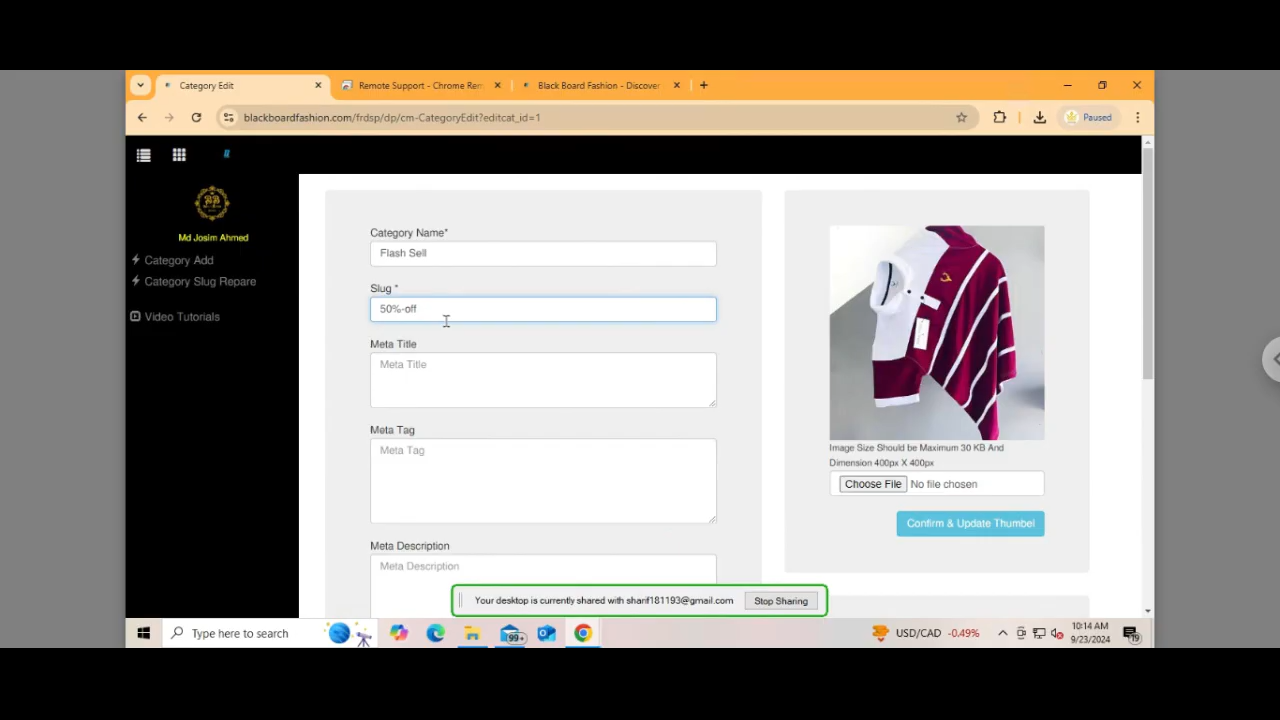 Category Edit
Remote Support - Chrome Rem
Black Board Fashion - Discover
blackboardfashion.com/frdsp/dp/cm-CategoryEdit?editcat_id=1
Paused
Md Josim Ahmed
Category Add
Category Slug Repare
Video Tutorials
Category Name*
Flash Sell
Slug *
50%-off
Meta Title
Meta Title
Meta Tag
Meta Tag
Meta Description
Meta Description
Image Size Should be Maximum 30 KB And
Dimension 400px X 400px
Choose File No file chosen
Confirm & Update Thumbel
Your desktop is currently shared with sharif181193@gmail.com
Stop Sharing
Type here to search
99+
USD/CAD -0.49%
10:14 AM
9/23/2024
19